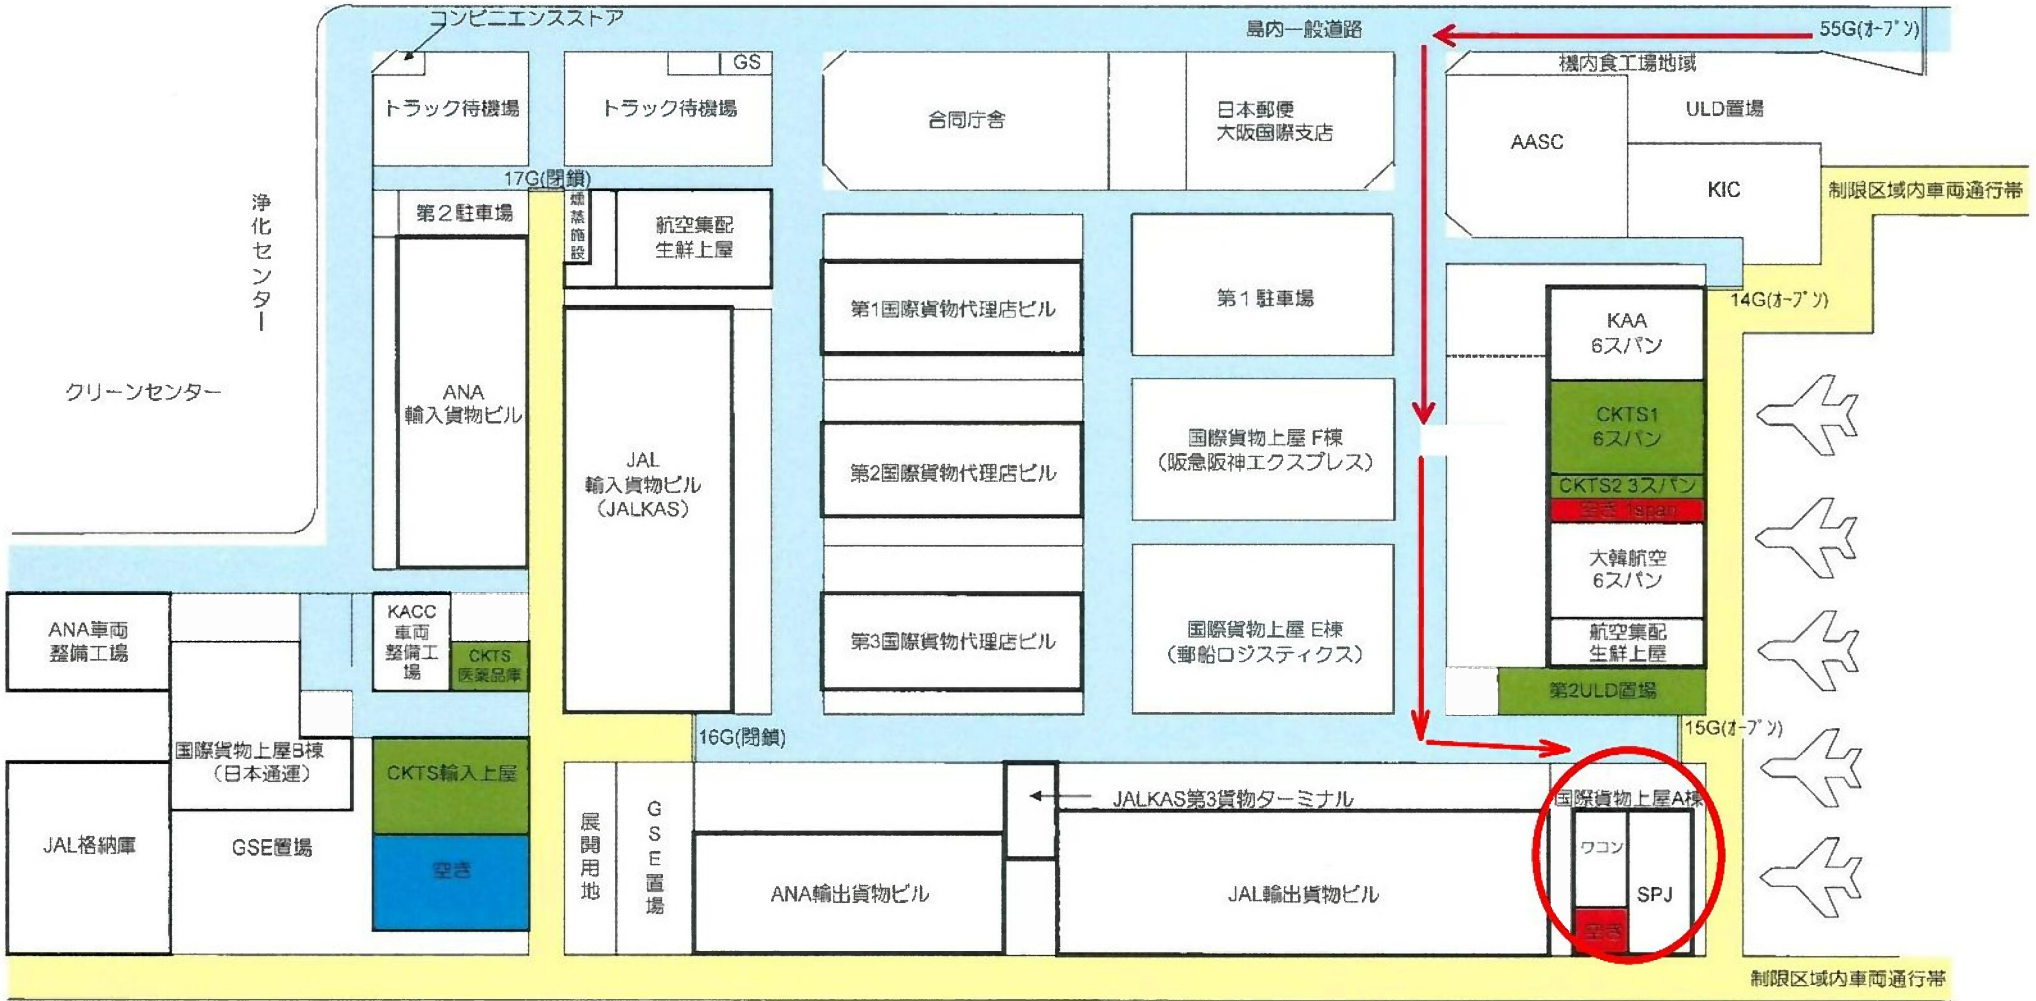 コンビニエンスストア
島内一般道路
55G(オープン)
GS
機内食工場地域
トラック待機場
トラック待機場
合同庁舎
日本郵便
大阪国際支店
ULD置場
AASC
KIC
制限区域内車両通行帯
17G(閉鎖)
浄化センター
第2駐車場
燻蒸施設
航空集配
生鮮上屋
第1国際貨物代理店ビル
第1駐車場
14G(オープン)
KAA
6スパン
クリーンセンター
ANA
輸入貨物ビル
CKTS1
6スパン
国際貨物上屋 F棟
(阪急阪神エクスプレス)
JAL
輸入貨物ビル
(JALKAS)
第2国際貨物代理店ビル
CKTS2 3スパン
空き 1span
大韓航空
6スパン
ANA車両
整備工場
KACC
車両
整備工
場
CKTS
医薬品庫
第3国際貨物代理店ビル
国際貨物上屋 E棟
(郵船ロジスティクス)
航空集配
生鮮上屋
第2ULD置場
16G(閉鎖)
15G(オープン)
国際貨物上屋B棟
(日本通運)
CKTS輸入上屋
JALKAS第3貨物ターミナル
国際貨物上屋A棟
JAL格納庫
GSE置場
空き
展開用地
GSE置場
ANA輸出貨物ビル
JAL輸出貨物ビル
ワコン
SPJ
空き
制限区域内車両通行帯